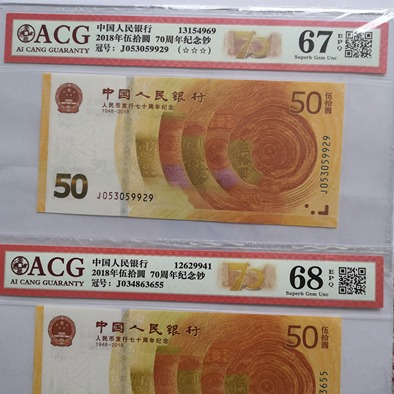 ACG
AI CANG GUARANTY
中国人民银行 13154969
2018年伍拾圆 70周年纪念钞
冠号: J053059929 (☆☆☆)
70
67 EPQ
Superb Gem Unc
中国人民银行
人民币发行七十周年纪念
1948-2018
50 伍拾圆
50
J053059929
J053059929
ACG
AI CANG GUARANTY
中国人民银行 12629941
2018年伍拾圆 70周年纪念钞
冠号: J034863655
70
68 EPQ
Superb Gem Unc
中国人民银行
人民币发行七十周年纪念
1948-2018
50 伍拾圆